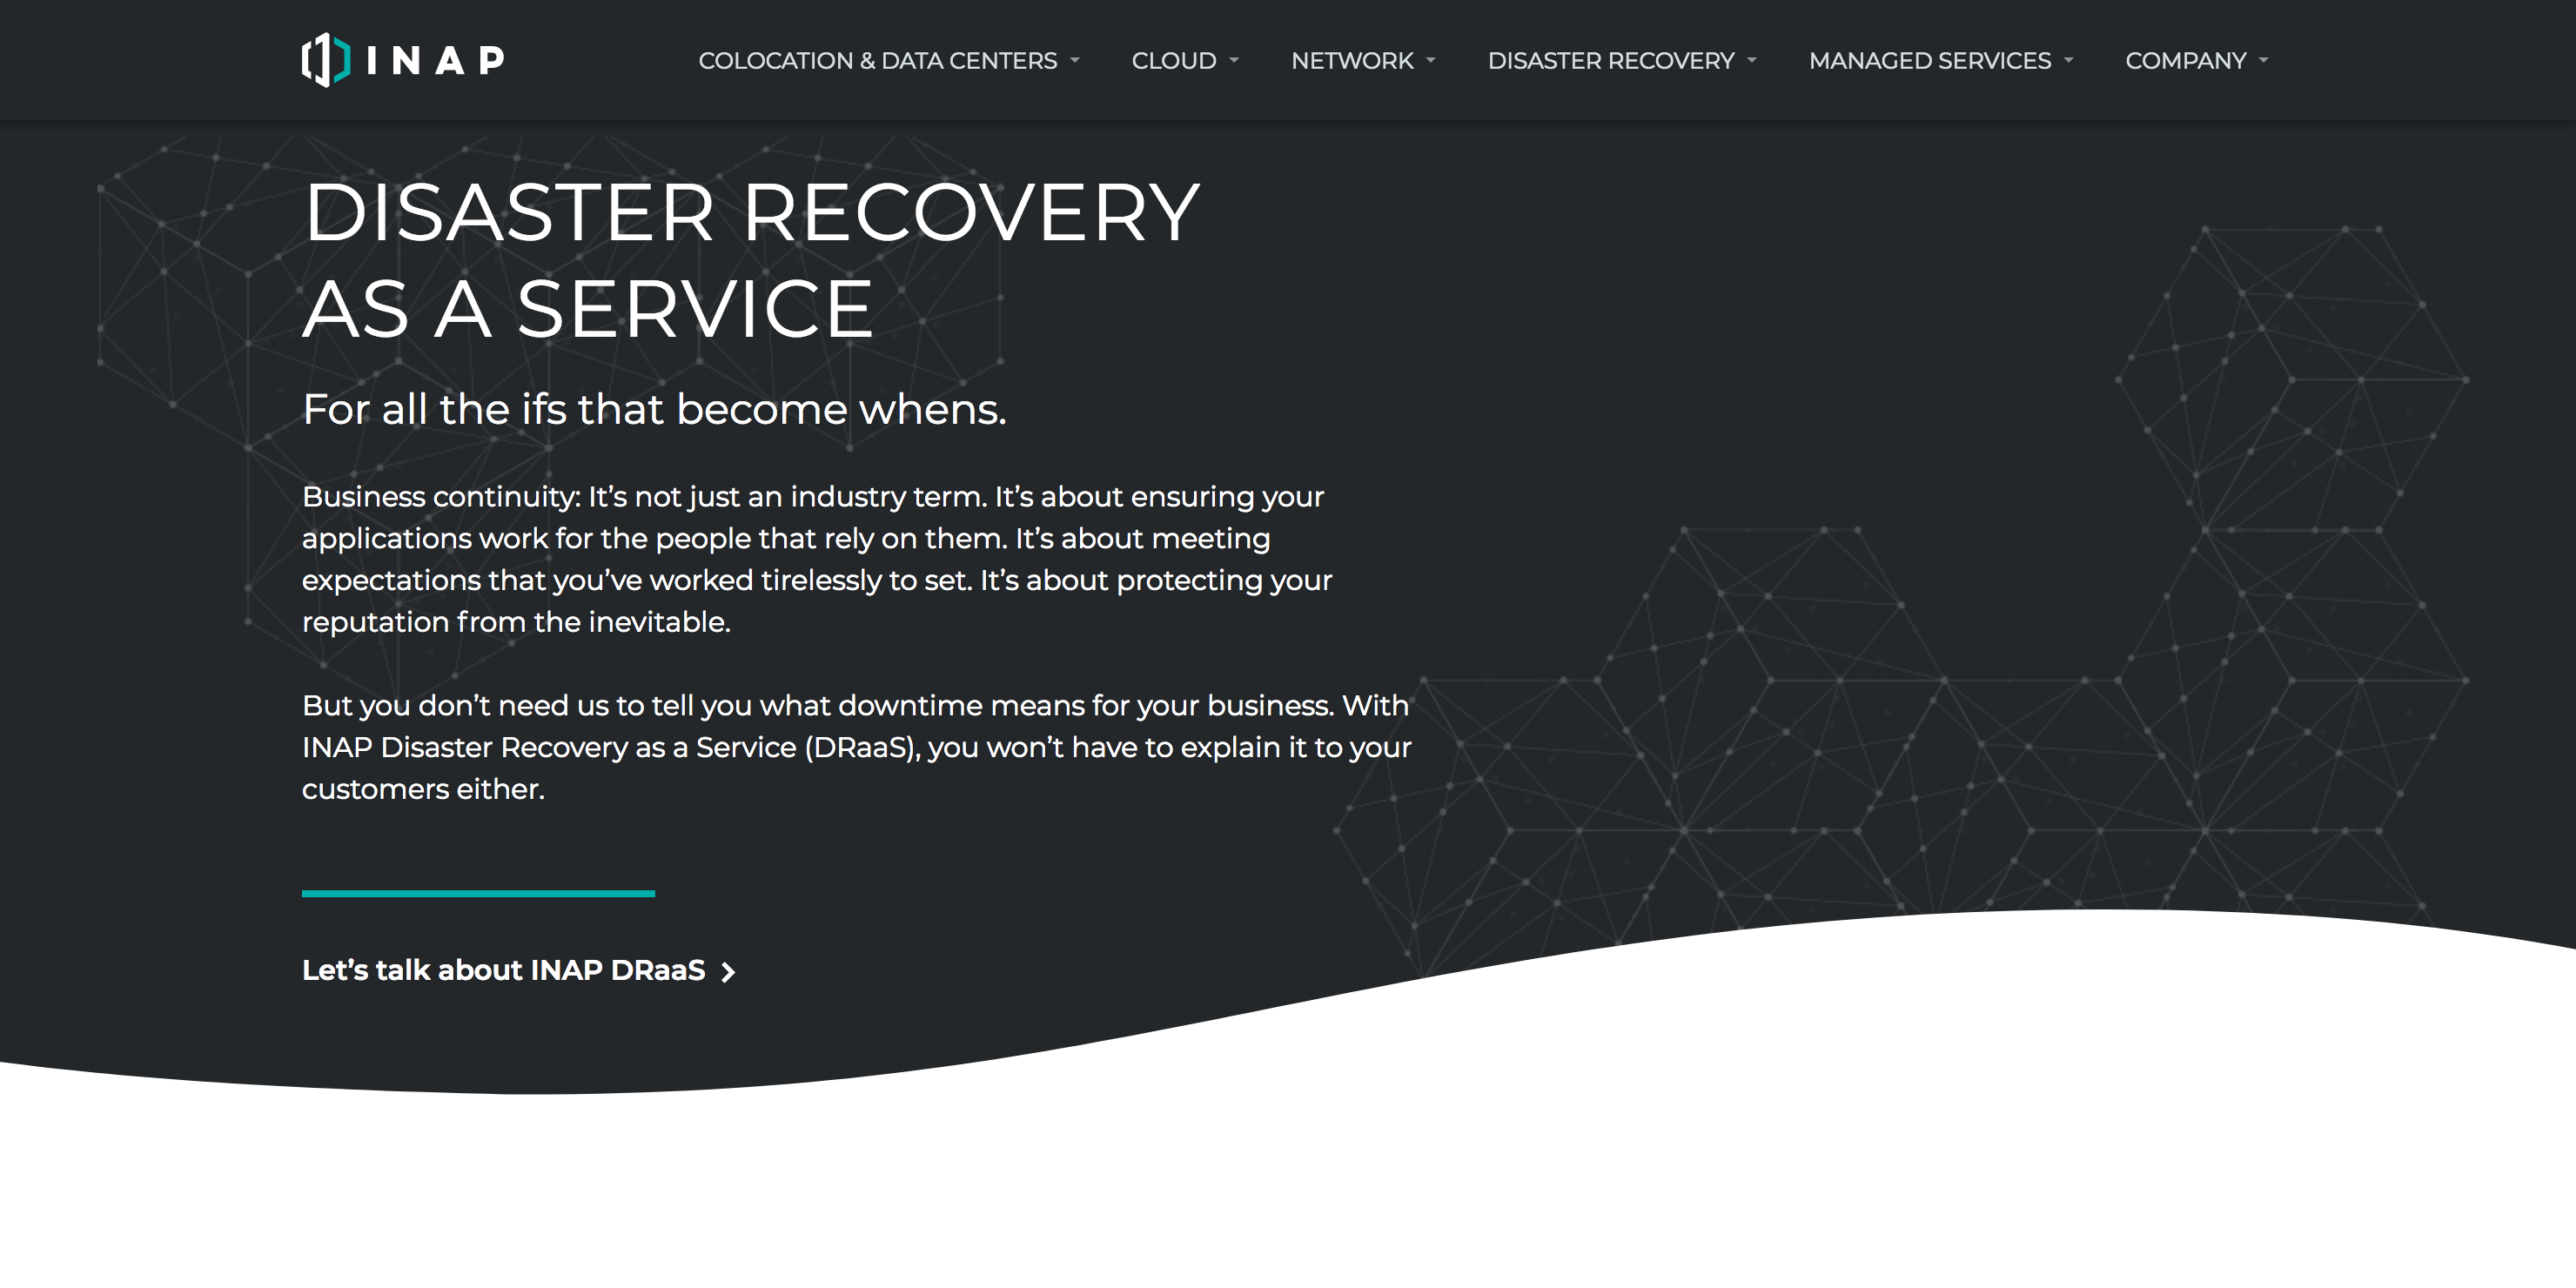 INAP
COLOCATION & DATA CENTERS
CLOUD
NETWORK
DISASTER RECOVERY
MANAGED SERVICES
COMPANY
DISASTER RECOVERY
AS A SERVICE
For all the ifs that become whens.
Business continuity: It’s not just an industry term. It’s about ensuring your
applications work for the people that rely on them. It’s about meeting
expectations that you’ve worked tirelessly to set. It’s about protecting your
reputation from the inevitable.
But you don’t need us to tell you what downtime means for your business. With
INAP Disaster Recovery as a Service (DRaaS), you won’t have to explain it to your
customers either.
Let’s talk about INAP DRaaS